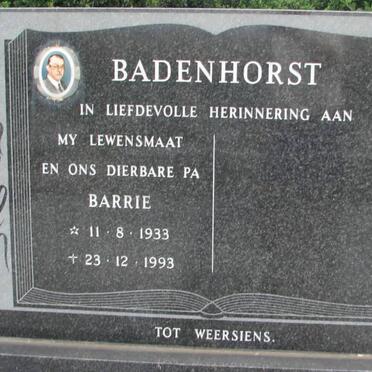 BADENHORST
IN LIEFDEVOLLE HERINNERING AAN
MY LEWENSMAAT
EN ONS DIERBARE PA
BARRIE
☆ 11 · 8 · 1933
✝ 23 · 12 · 1993
TOT WEERSIENS.